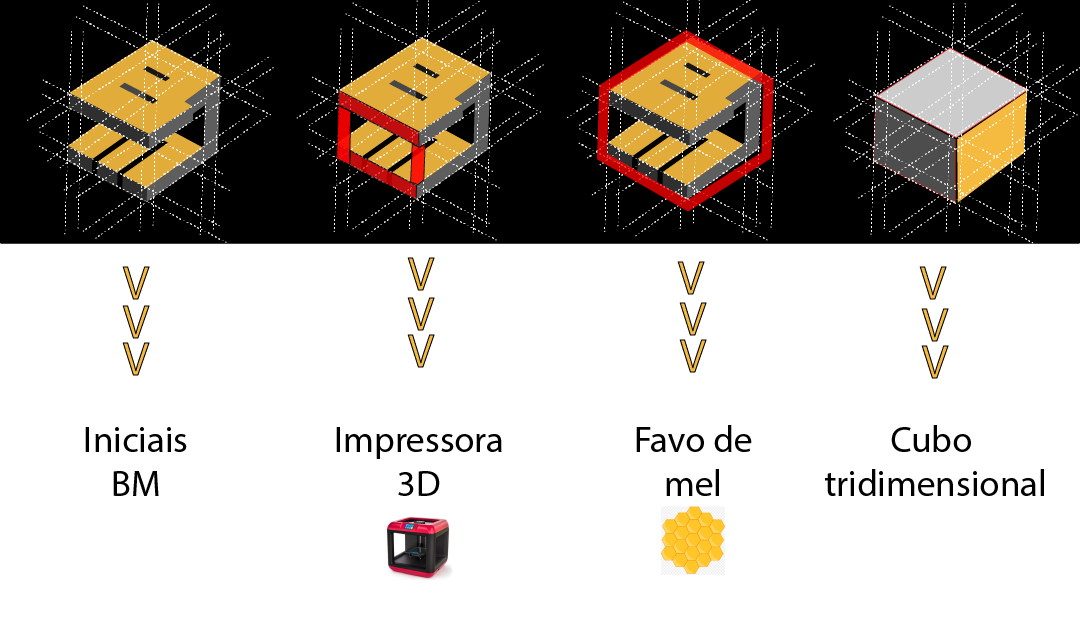 V V V V
V V V V
V V V V
Iniciais
BM
Impressora
3D
Favo de
mel
Cubo
tridimensional